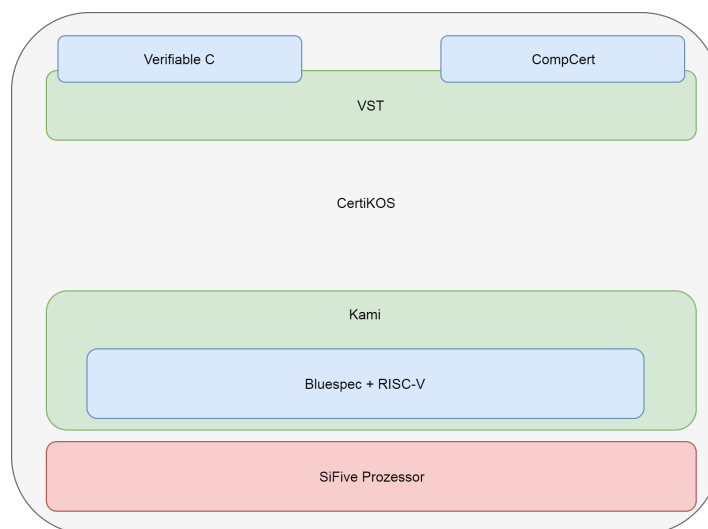 Verifiable C
CompCert
VST
CertiKOS
Kami
Bluespec + RISC-V
SiFive Prozessor